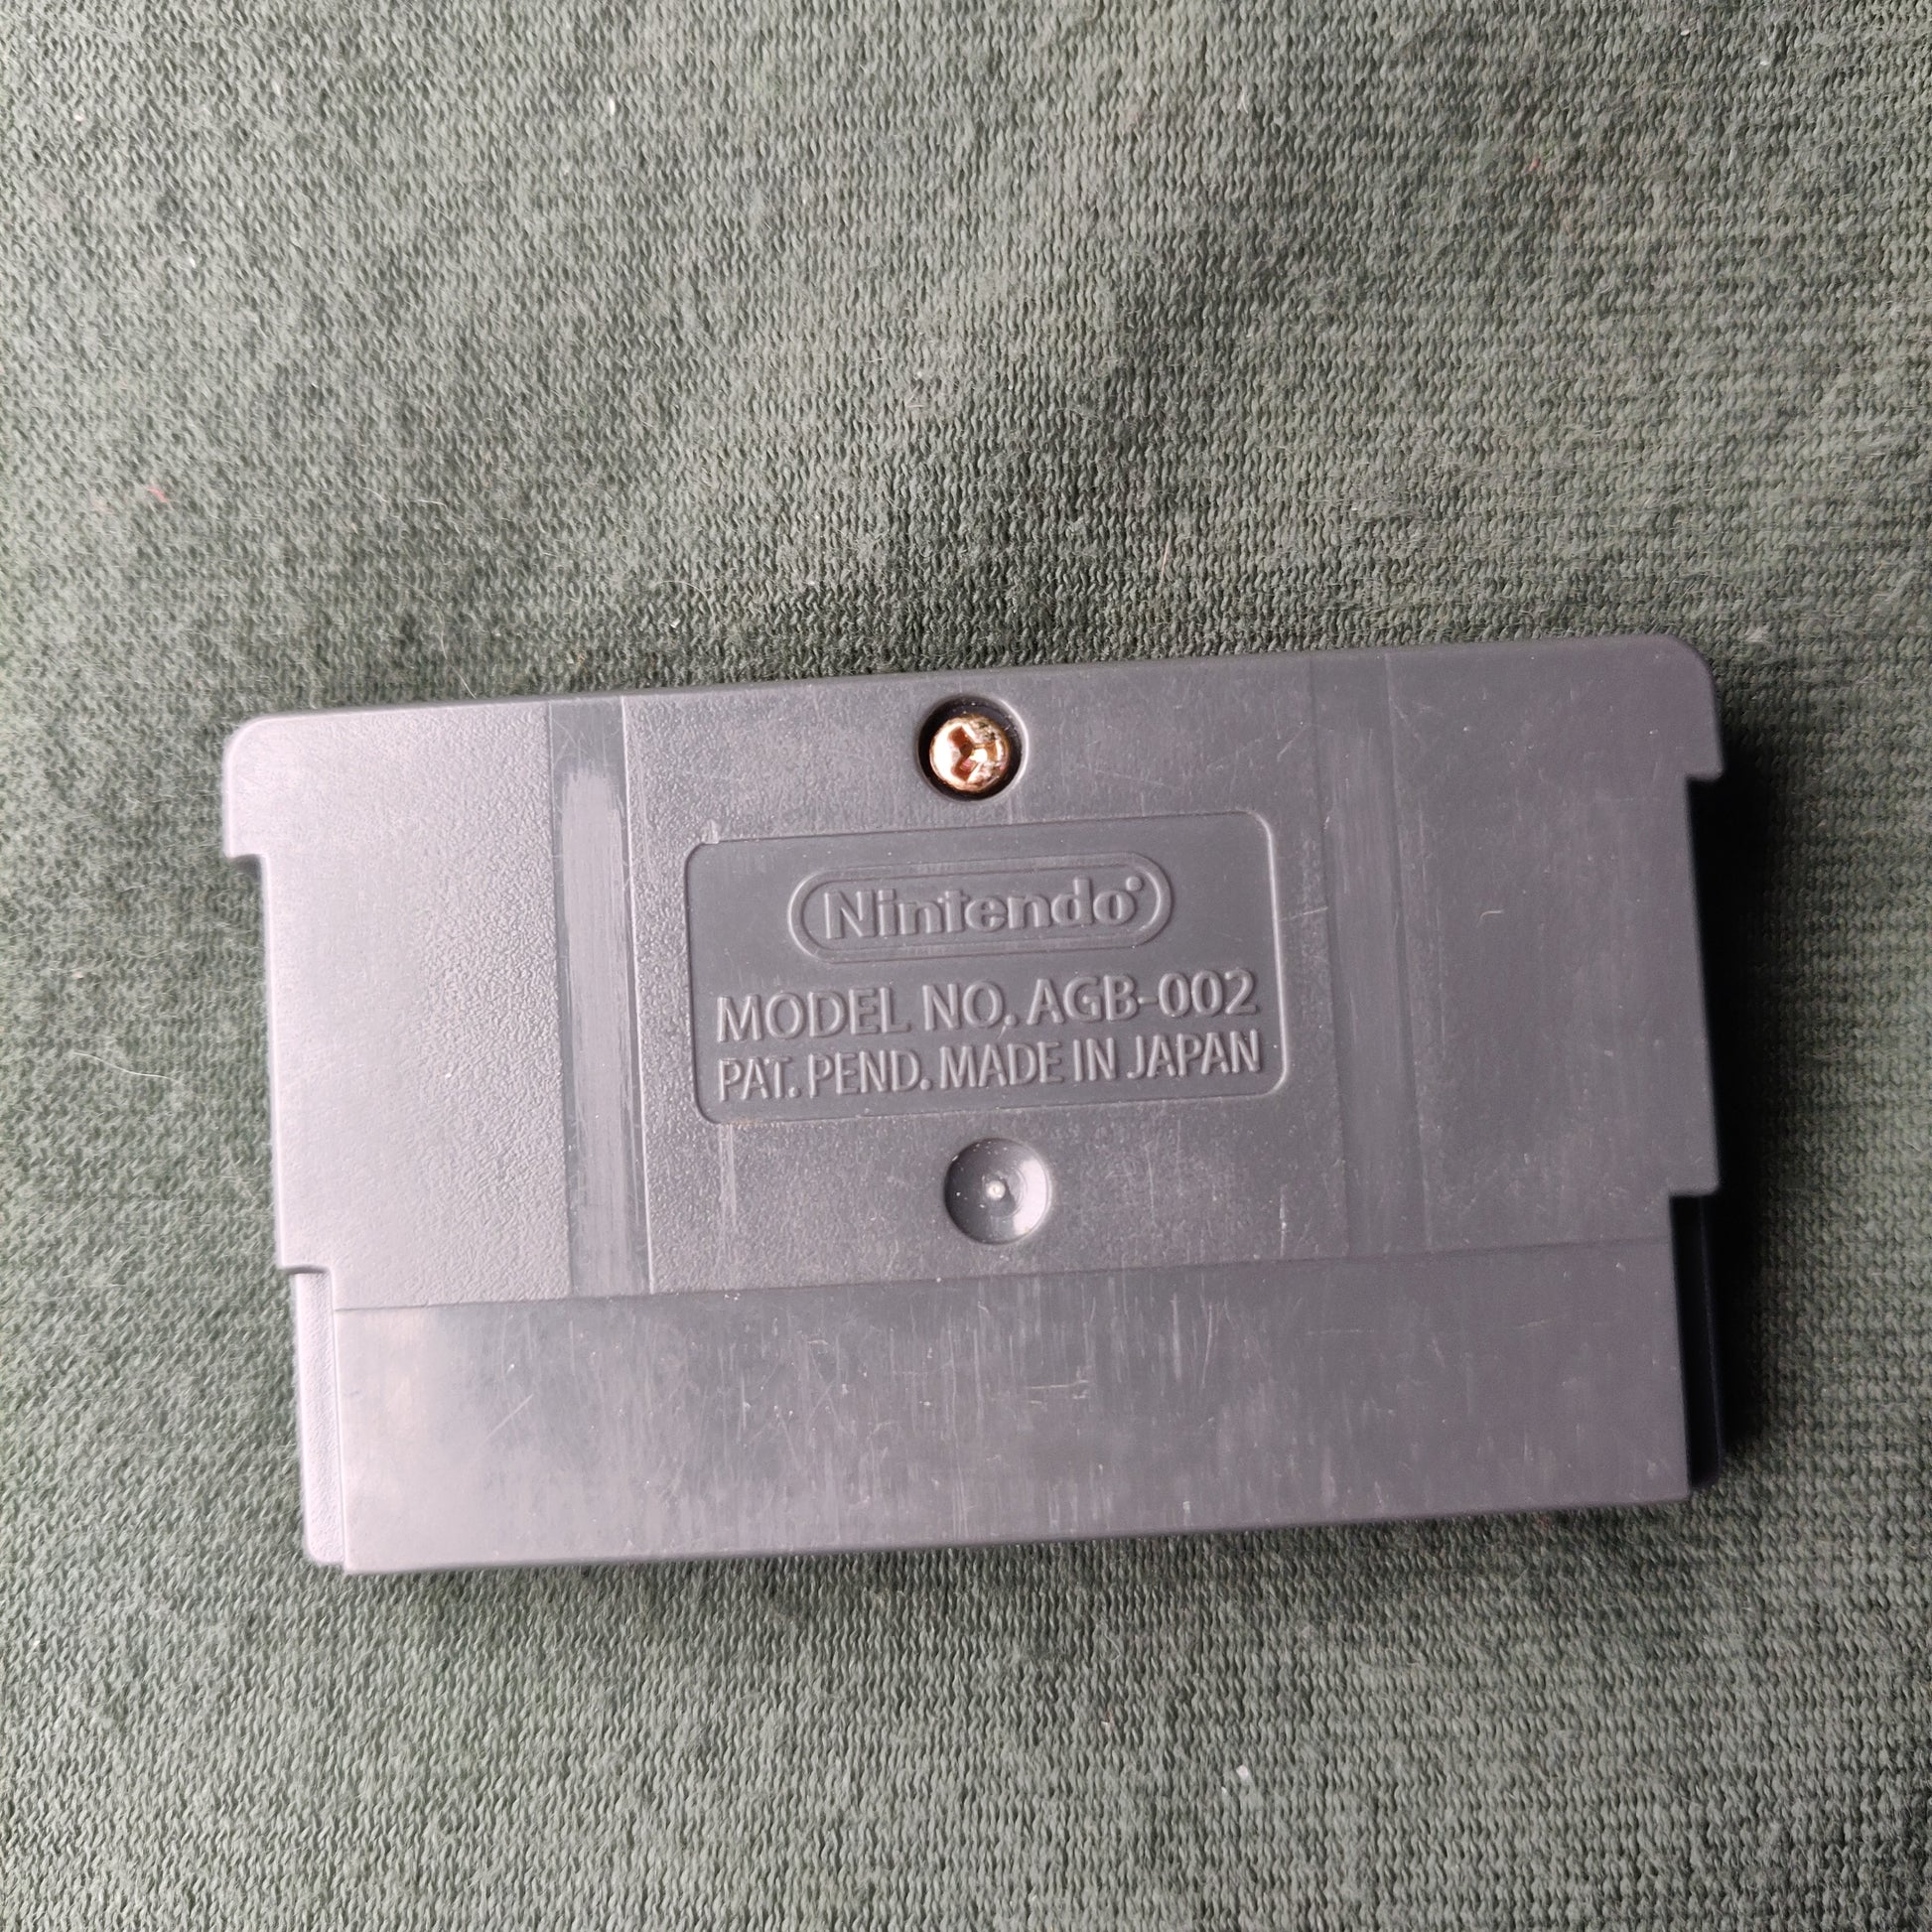 Nintendo
MODEL NO. AGB-002
PAT. PEND. MADE IN JAPAN